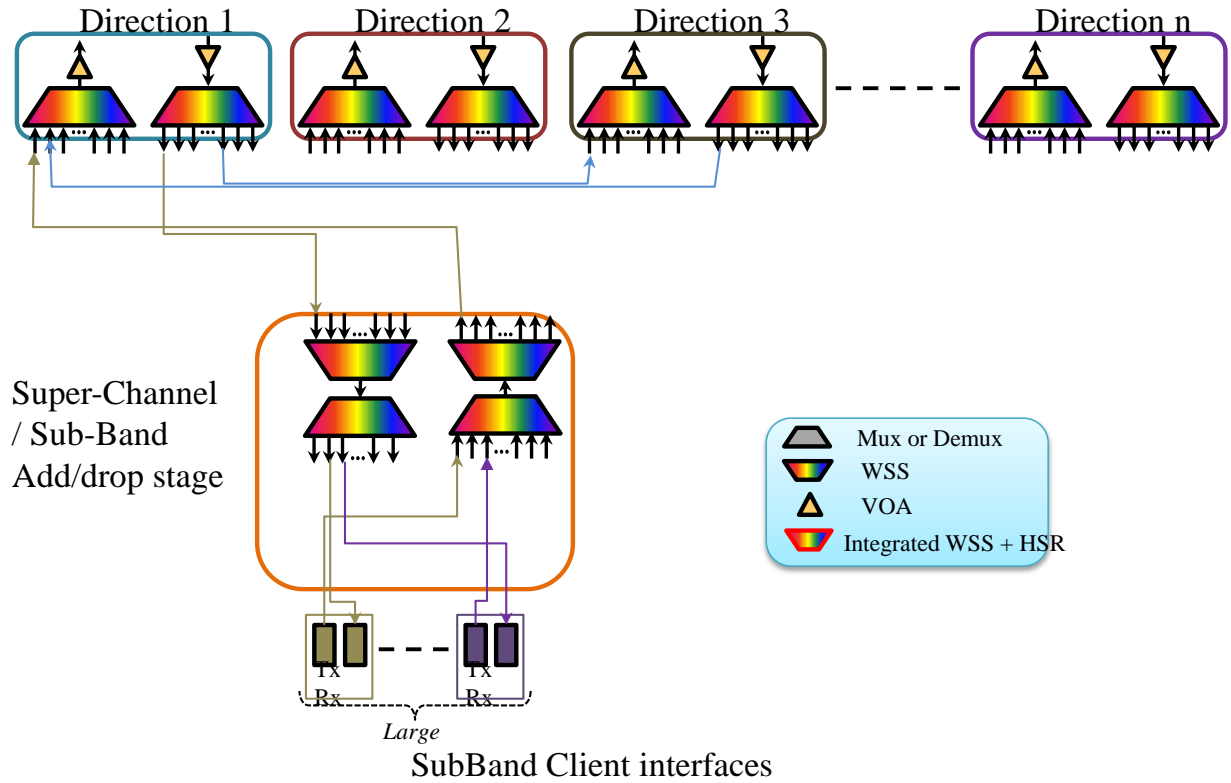 Direction 1
Direction 2
Direction 3
Direction n
...
...
...
...
...
...
...
...
...
...
Super-Channel
/ Sub-Band
Add/drop stage
...
...
Mux or Demux
WSS
VOA
Integrated WSS + HSR
Tx
Rx
Tx
Rx
Large
SubBand Client interfaces